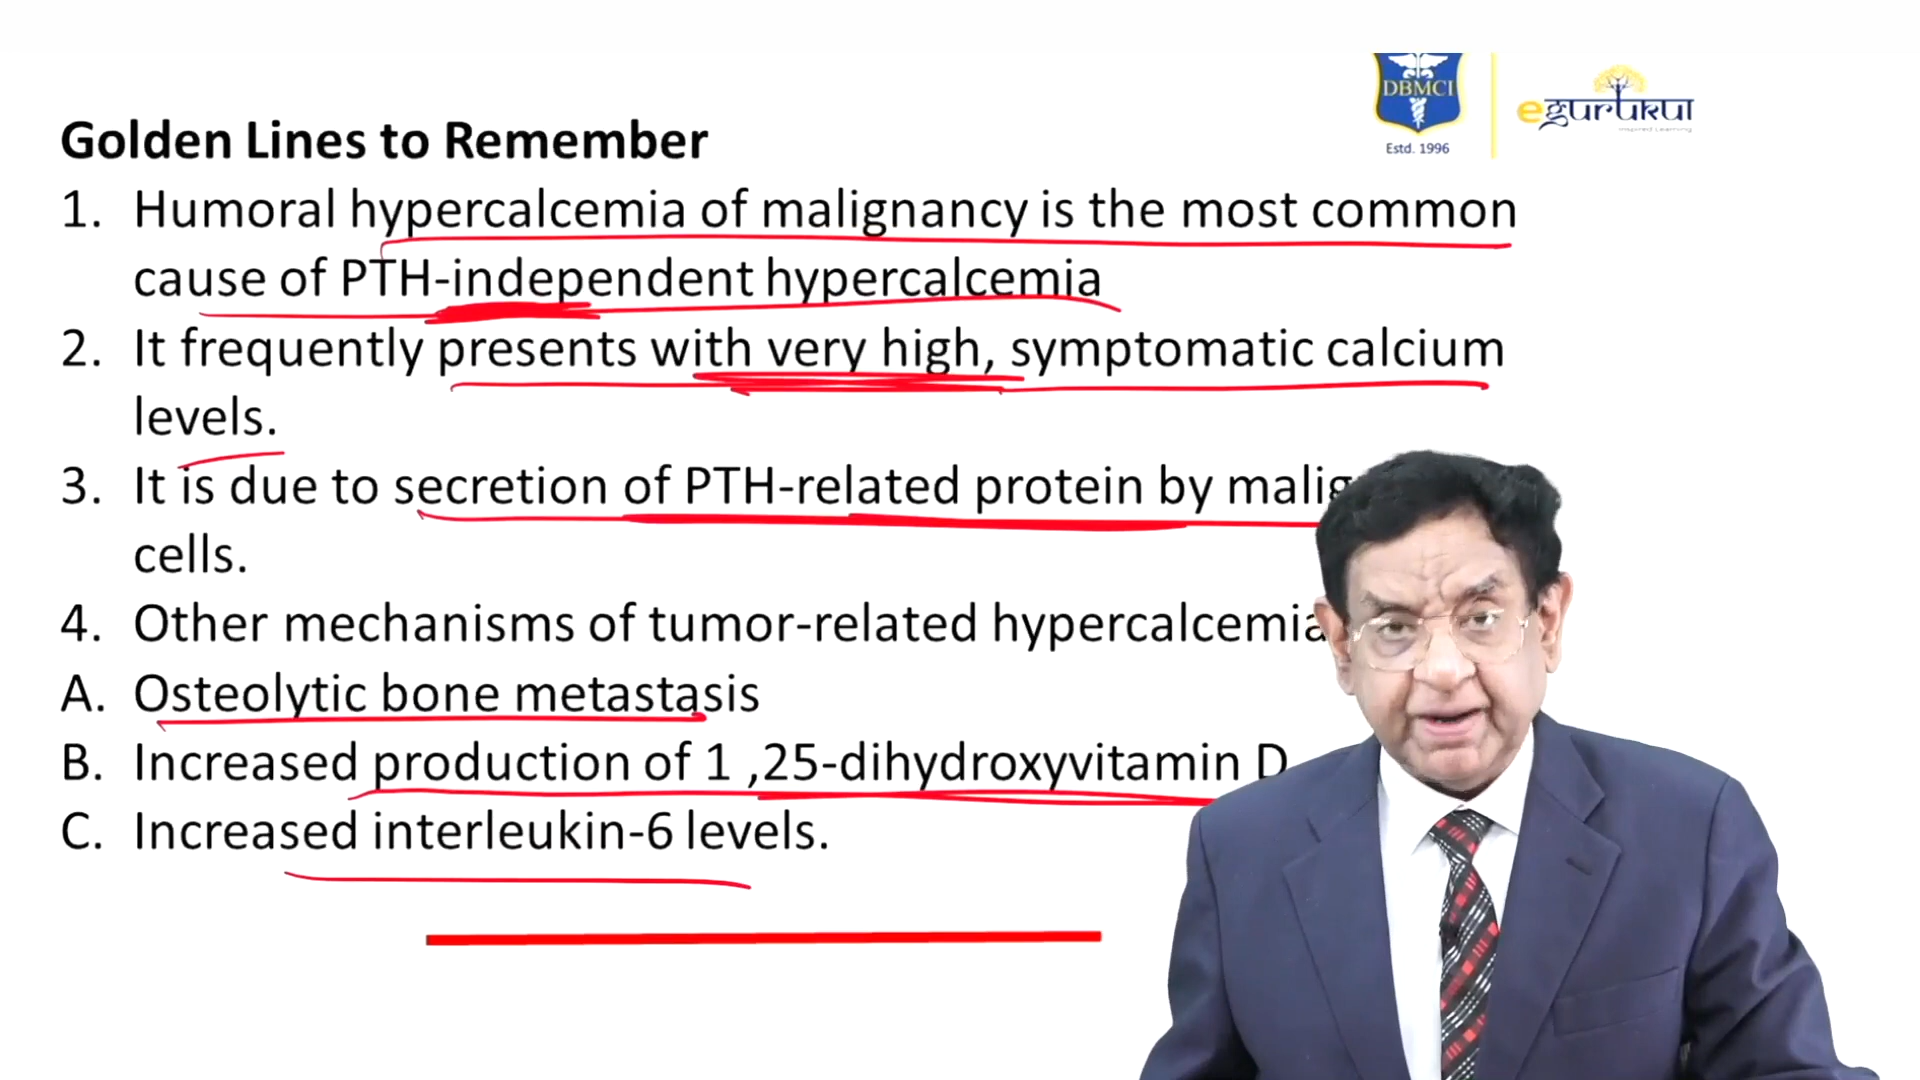 DBMCI
Estd. 1996
egurukul
Inspired Learning
Golden Lines to Remember
1. Humoral hypercalcemia of malignancy is the most common
cause of PTH-independent hypercalcemia
2. It frequently presents with very high, symptomatic calcium
levels.
3. It is due to secretion of PTH-related protein by
cells.
4. Other mechanisms of tumor-related hypercalcemia
A. Osteolytic bone metastasis
B. Increased production of 1 ,25-dihydroxyvitamin D
C. Increased interleukin-6 levels.